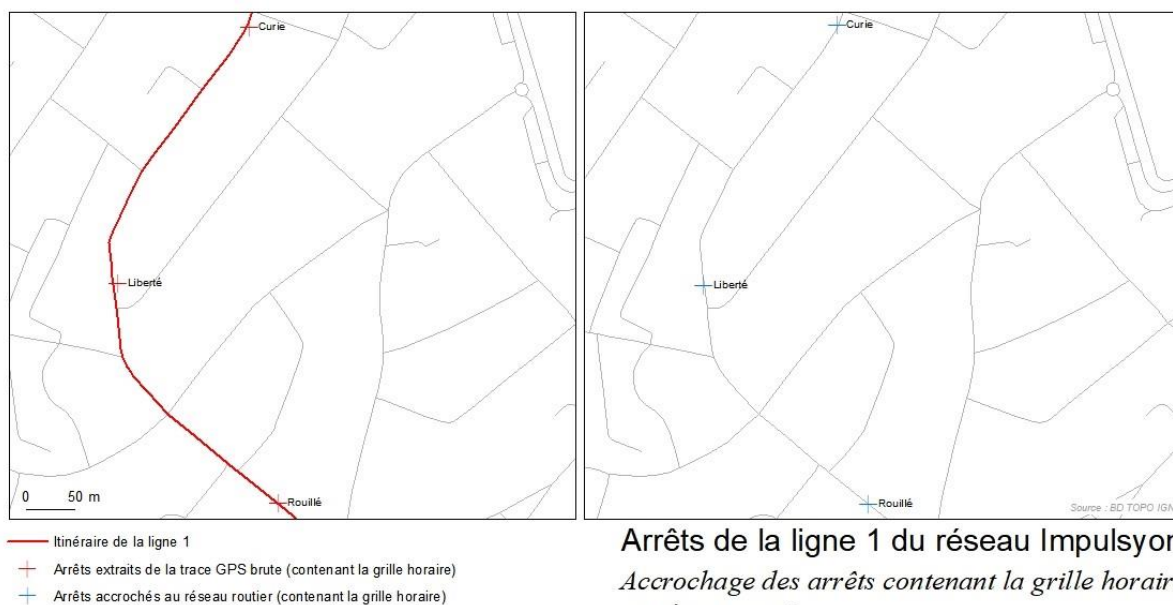 Curie
Liberté
Rouillé
0 50 m
Curie
Liberté
Rouillé
Source : BD TOPO IGN
Itinéraire de la ligne 1
Arrêts extraits de la trace GPS brute (contenant la grille horaire)
Arrêts accrochés au réseau routier (contenant la grille horaire)
Arrêts de la ligne 1 du réseau Impulsyon
Accrochage des arrêts contenant la grille horaire